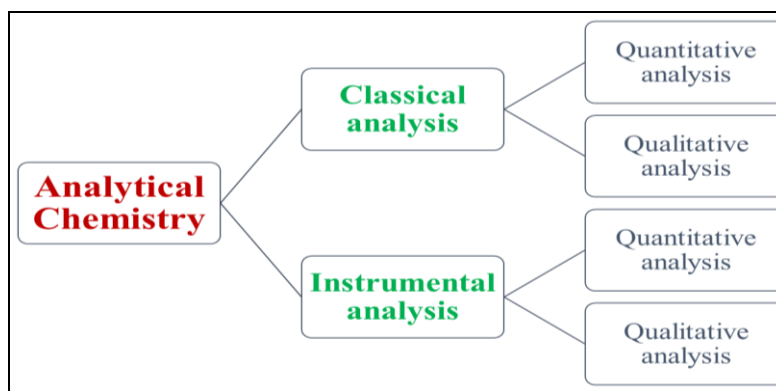 Analytical
Chemistry
Classical
analysis
Quantitative
analysis
Qualitative
analysis
Instrumental
analysis
Quantitative
analysis
Qualitative
analysis